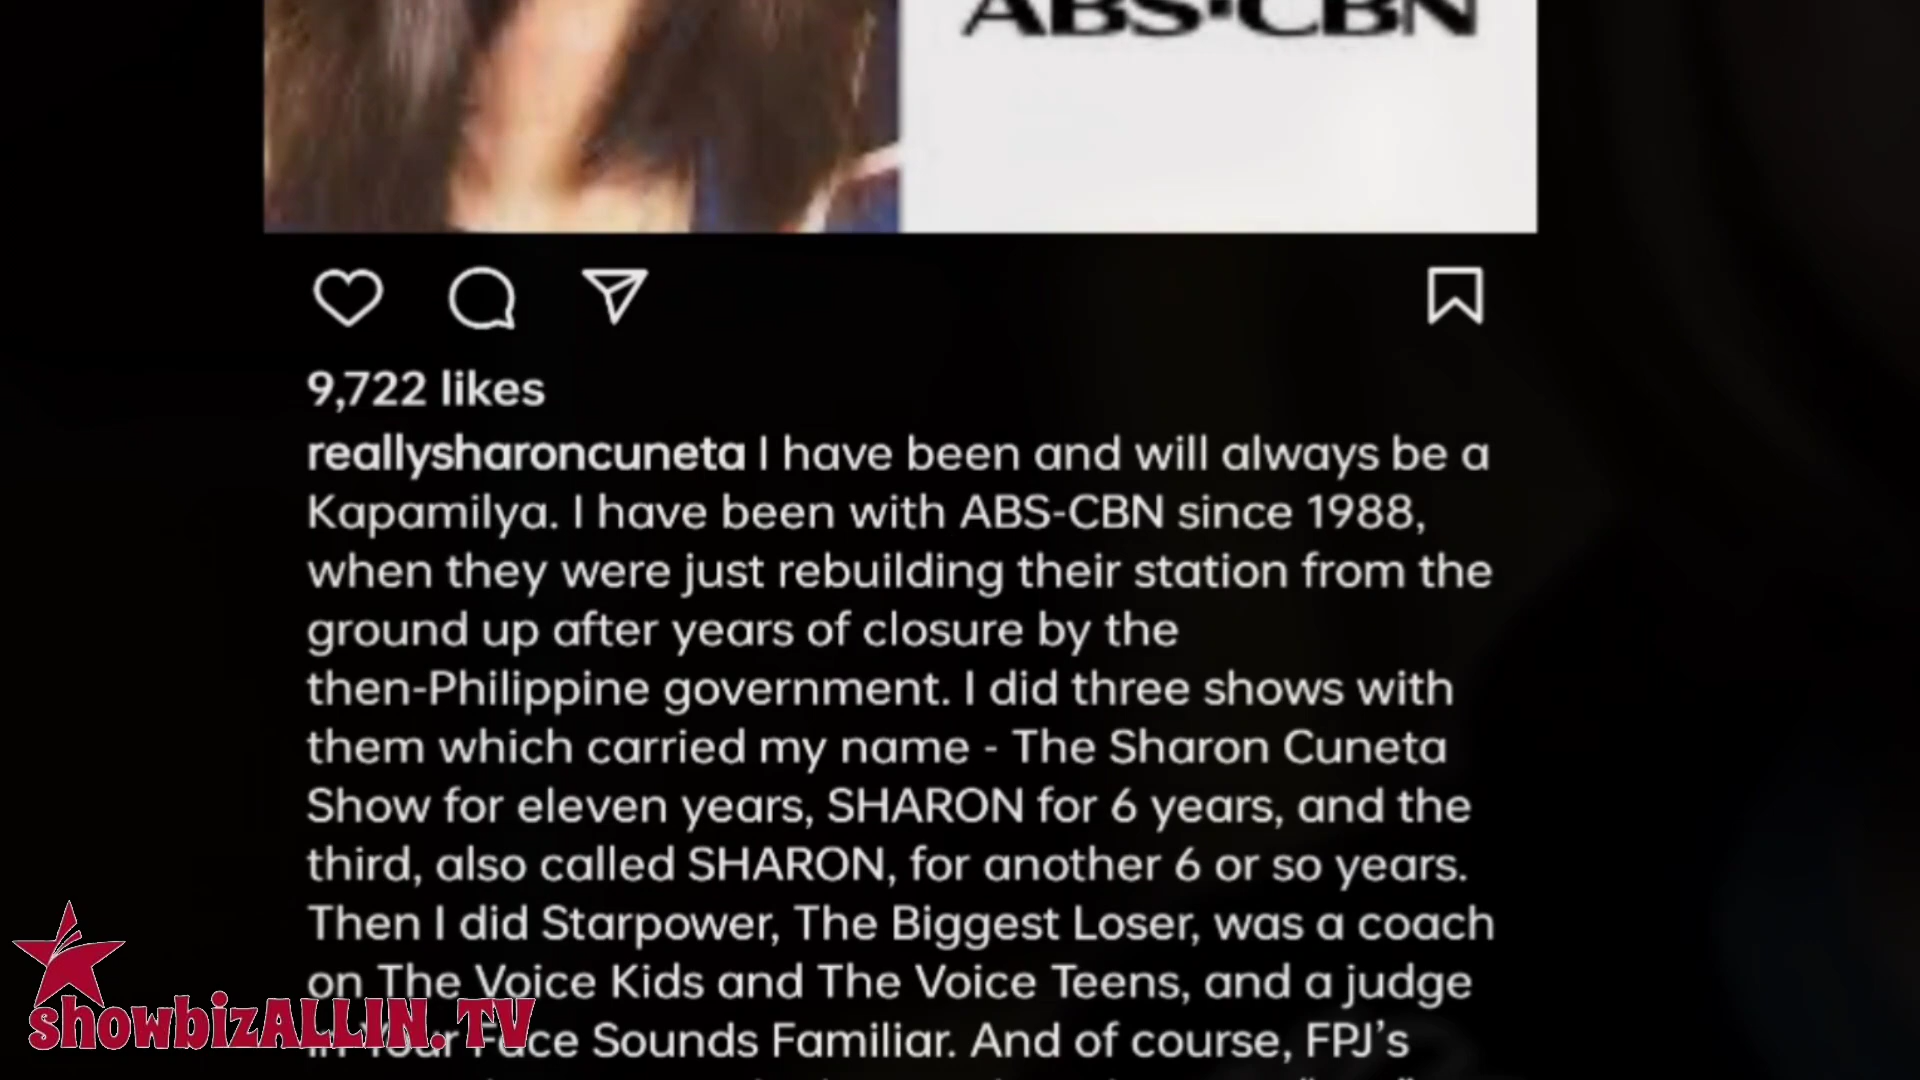 ABS-CBN
9,722 likes
reallysharoncuneta I have been and will always be a
Kapamilya. I have been with ABS-CBN since 1988,
when they were just rebuilding their station from the
ground up after years of closure by the
then-Philippine government. I did three shows with
them which carried my name - The Sharon Cuneta
Show for eleven years, SHARON for 6 years, and the
third, also called SHARON, for another 6 or so years.
Then I did Starpower, The Biggest Loser, was a coach
on The Voice Kids and The Voice Teens, and a judge
in Your Face Sounds Familiar. And of course, FPJ's
showbizALLIN.TV